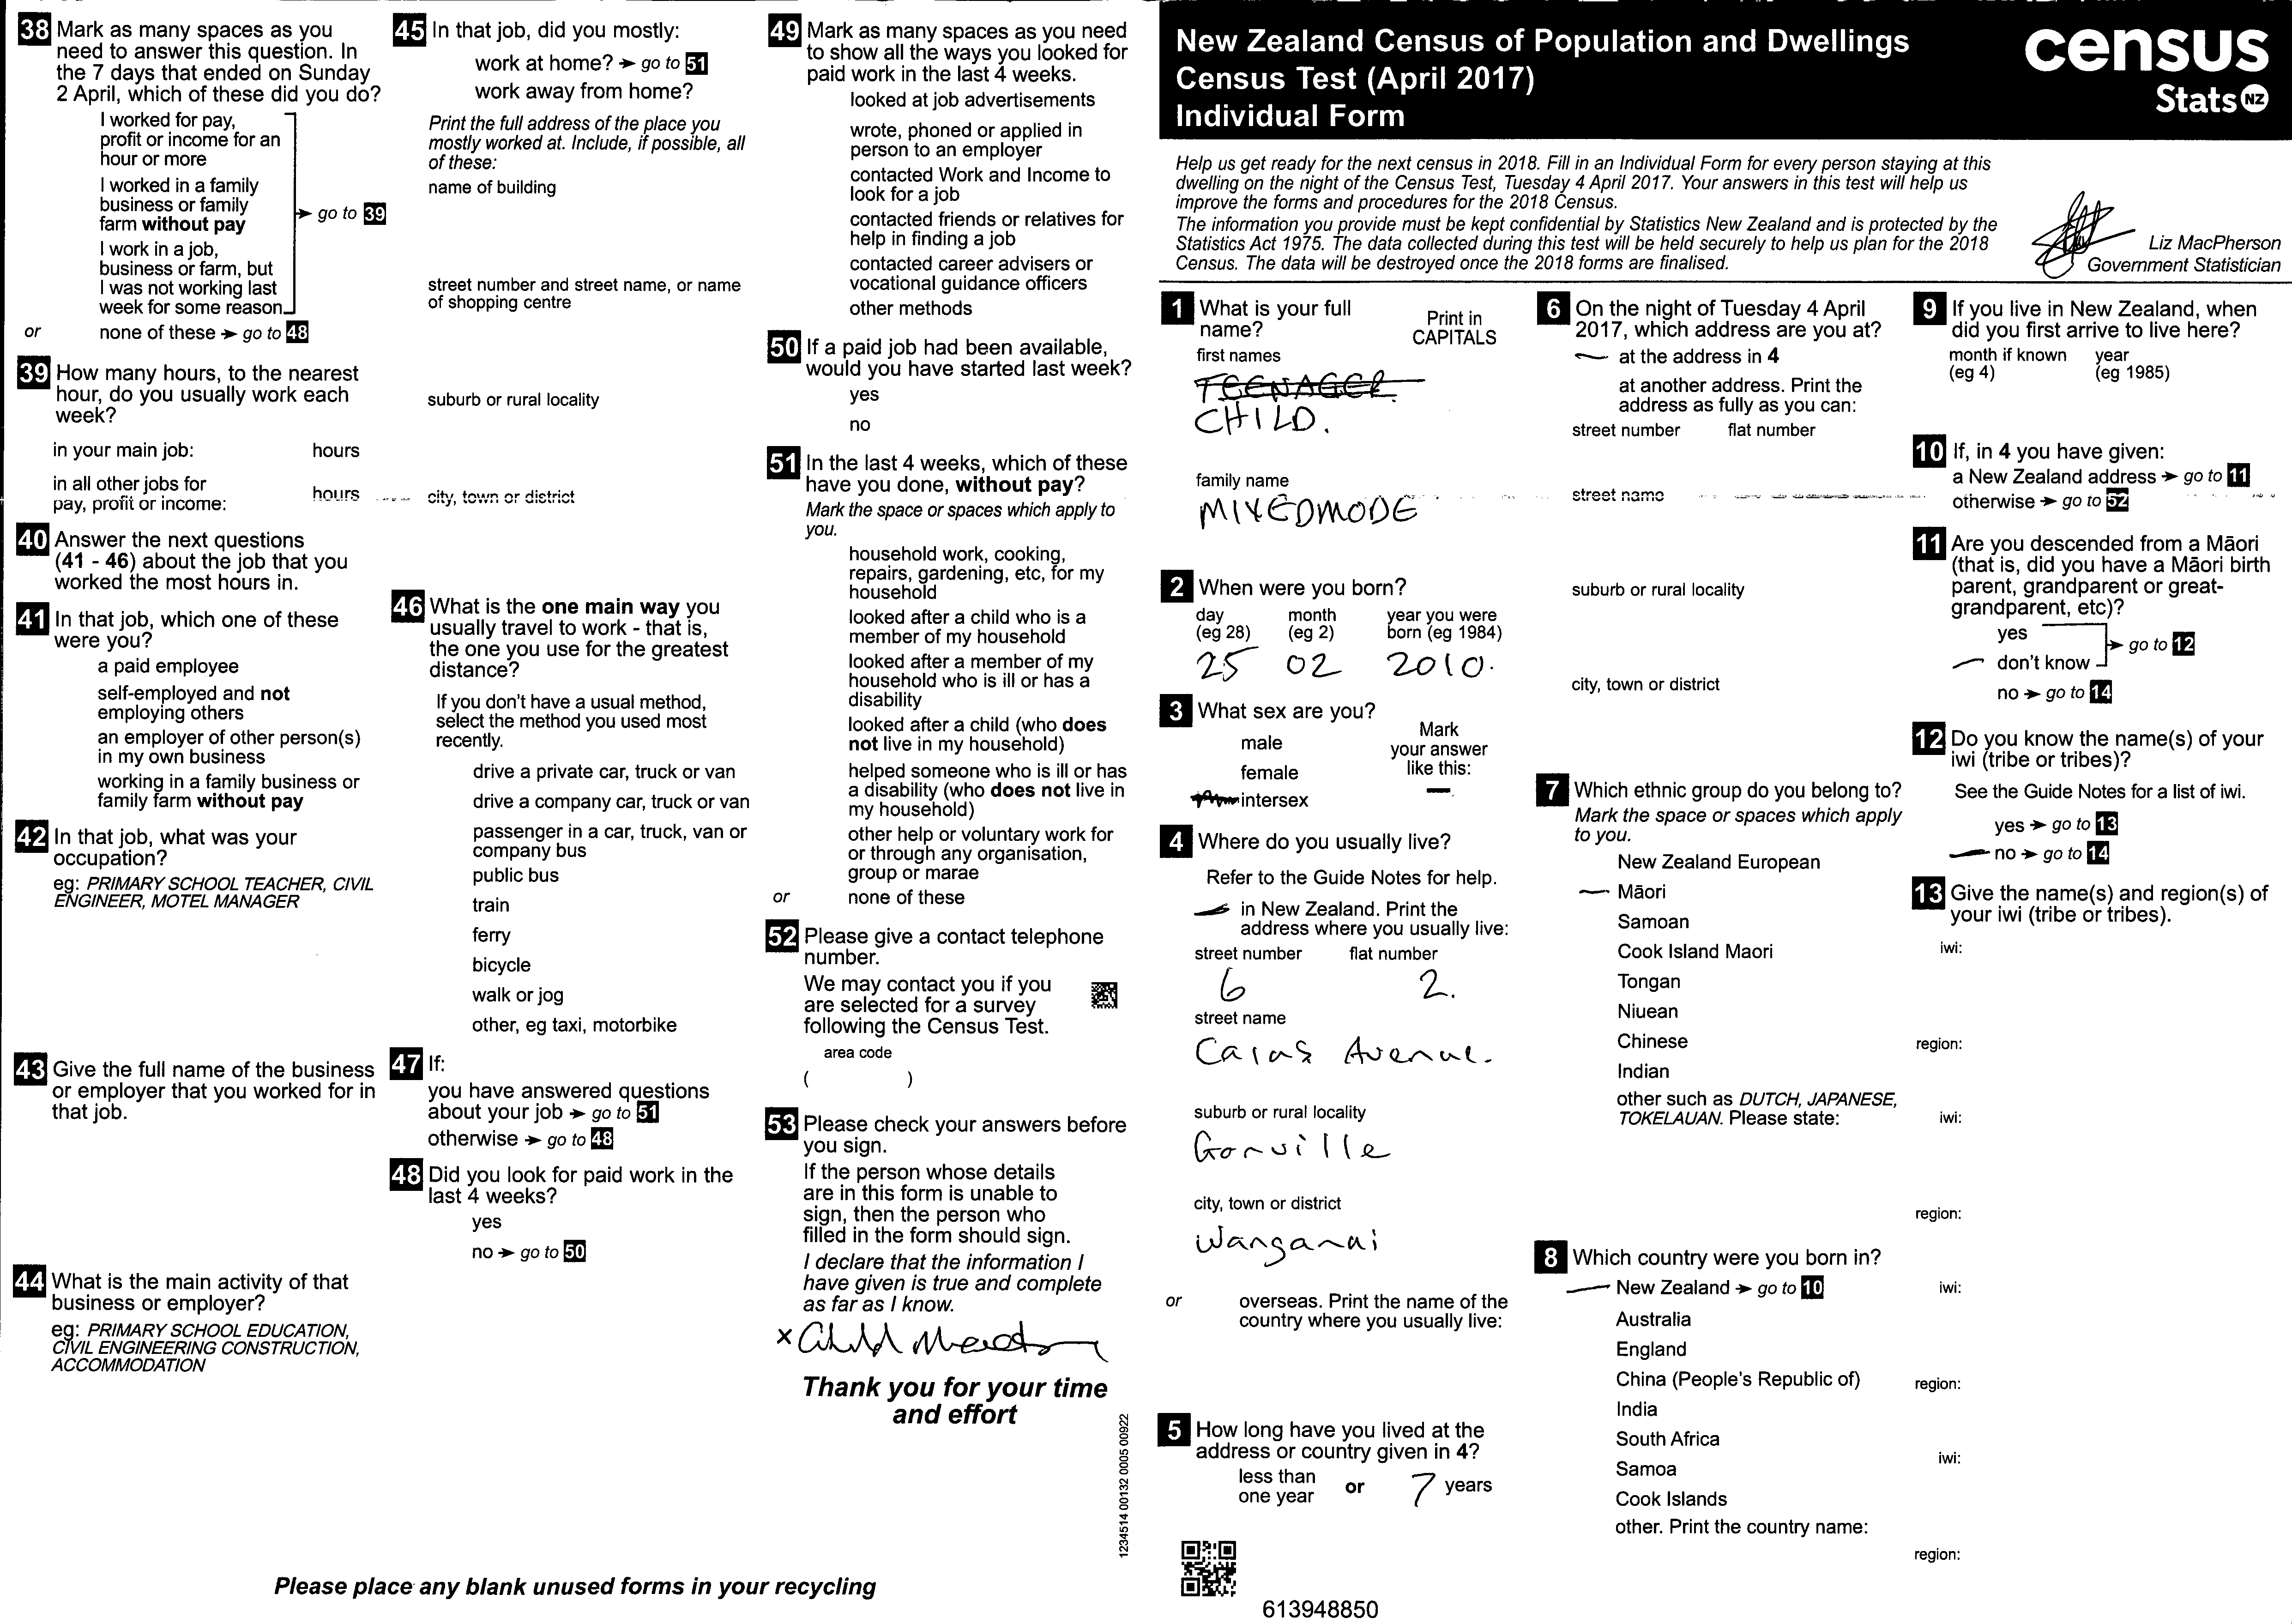 38 Mark as many spaces as you
need to answer this question. In
the 7 days that ended on Sunday
2 April, which of these did you do?
I worked for pay,
profit or income for an
hour or more
I worked in a family
business or family
farm without pay
→ go to 39
I work in a job,
business or farm, but
I was not working last
week for some reason
or none of these → go to 48
39 How many hours, to the nearest
hour, do you usually work each
week?
in your main job: hours
in all other jobs for
pay, profit or income: hours
40 Answer the next questions
(41 - 46) about the job that you
worked the most hours in.
41 In that job, which one of these
were you?
a paid employee
self-employed and not
employing others
an employer of other person(s)
in my own business
working in a family business or
family farm without pay
42 In that job, what was your
occupation?
eg: PRIMARY SCHOOL TEACHER, CIVIL
ENGINEER, MOTEL MANAGER
43 Give the full name of the business
or employer that you worked for in
that job.
44 What is the main activity of that
business or employer?
eg: PRIMARY SCHOOL EDUCATION,
CIVIL ENGINEERING CONSTRUCTION,
ACCOMMODATION
45 In that job, did you mostly:
work at home? → go to 51
work away from home?
Print the full address of the place you
mostly worked at. Include, if possible, all
of these:
name of building
street number and street name, or name
of shopping centre
suburb or rural locality
city, town or district
46 What is the one main way you
usually travel to work - that is,
the one you use for the greatest
distance?
If you don't have a usual method,
select the method you used most
recently.
drive a private car, truck or van
drive a company car, truck or van
passenger in a car, truck, van or
company bus
public bus
train
ferry
bicycle
walk or jog
other, eg taxi, motorbike
47 If:
you have answered questions
about your job → go to 51
otherwise → go to 48
48 Did you look for paid work in the
last 4 weeks?
yes
no → go to 50
49 Mark as many spaces as you need
to show all the ways you looked for
paid work in the last 4 weeks.
looked at job advertisements
wrote, phoned or applied in
person to an employer
contacted Work and Income to
look for a job
contacted friends or relatives for
help in finding a job
contacted career advisers or
vocational guidance officers
other methods
50 If a paid job had been available,
would you have started last week?
yes
no
51 In the last 4 weeks, which of these
have you done, without pay?
Mark the space or spaces which apply to
you.
household work, cooking,
repairs, gardening, etc, for my
household
looked after a child who is a
member of my household
looked after a member of my
household who is ill or has a
disability
looked after a child (who does
not live in my household)
helped someone who is ill or has
a disability (who does not live in
my household)
other help or voluntary work for
or through any organisation,
group or marae
or none of these
52 Please give a contact telephone
number.
We may contact you if you
are selected for a survey
following the Census Test.
area code
( )
53 Please check your answers before
you sign.
If the person whose details
are in this form is unable to
sign, then the person who
filled in the form should sign.
I declare that the information I
have given is true and complete
as far as I know.
x Child
Thank you for your time
and effort
1234514 00132 0005 00922
Please place any blank unused forms in your recycling
New Zealand Census of Population and Dwellings
Census Test (April 2017)
Individual Form
census
Stats NZ
Help us get ready for the next census in 2018. Fill in an Individual Form for every person staying at this
dwelling on the night of the Census Test, Tuesday 4 April 2017. Your answers in this test will help us
improve the forms and procedures for the 2018 Census.
The information you provide must be kept confidential by Statistics New Zealand and is protected by the
Statistics Act 1975. The data collected during this test will be held securely to help us plan for the 2018
Census. The data will be destroyed once the 2018 forms are finalised.
Liz MacPherson
Government Statistician
1 What is your full
name?
Print in
CAPITALS
first names
TEENAGER
CHILD.
family name
MIXEDMODE
2 When were you born?
day month year you were
(eg 28) (eg 2) born (eg 1984)
25 02 2010.
3 What sex are you?
Mark
your answer
like this:
male
female
intersex
4 Where do you usually live?
Refer to the Guide Notes for help.
in New Zealand. Print the
address where you usually live:
street number flat number
6 2.
street name
Avenue.
suburb or rural locality
Gonville
city, town or district
Wanganui
or overseas. Print the name of the
country where you usually live:
5 How long have you lived at the
address or country given in 4?
less than
one year or 7 years
613948850
6 On the night of Tuesday 4 April
2017, which address are you at?
at the address in 4
at another address. Print the
address as fully as you can:
street number flat number
street name
suburb or rural locality
city, town or district
7 Which ethnic group do you belong to?
Mark the space or spaces which apply
to you.
New Zealand European
Māori
Samoan
Cook Island Maori
Tongan
Niuean
Chinese
Indian
other such as DUTCH, JAPANESE,
TOKELAUAN. Please state:
8 Which country were you born in?
New Zealand → go to 10
Australia
England
China (People's Republic of)
India
South Africa
Samoa
Cook Islands
other. Print the country name:
9 If you live in New Zealand, when
did you first arrive to live here?
month if known year
(eg 4) (eg 1985)
10 If, in 4 you have given:
a New Zealand address → go to 11
otherwise → go to 52
11 Are you descended from a Māori
(that is, did you have a Māori birth
parent, grandparent or great-
grandparent, etc)?
yes
→ go to 12
don't know
no → go to 14
12 Do you know the name(s) of your
iwi (tribe or tribes)?
See the Guide Notes for a list of iwi.
yes → go to 13
no → go to 14
13 Give the name(s) and region(s) of
your iwi (tribe or tribes).
iwi:
region:
iwi:
region:
iwi:
region:
iwi:
region: